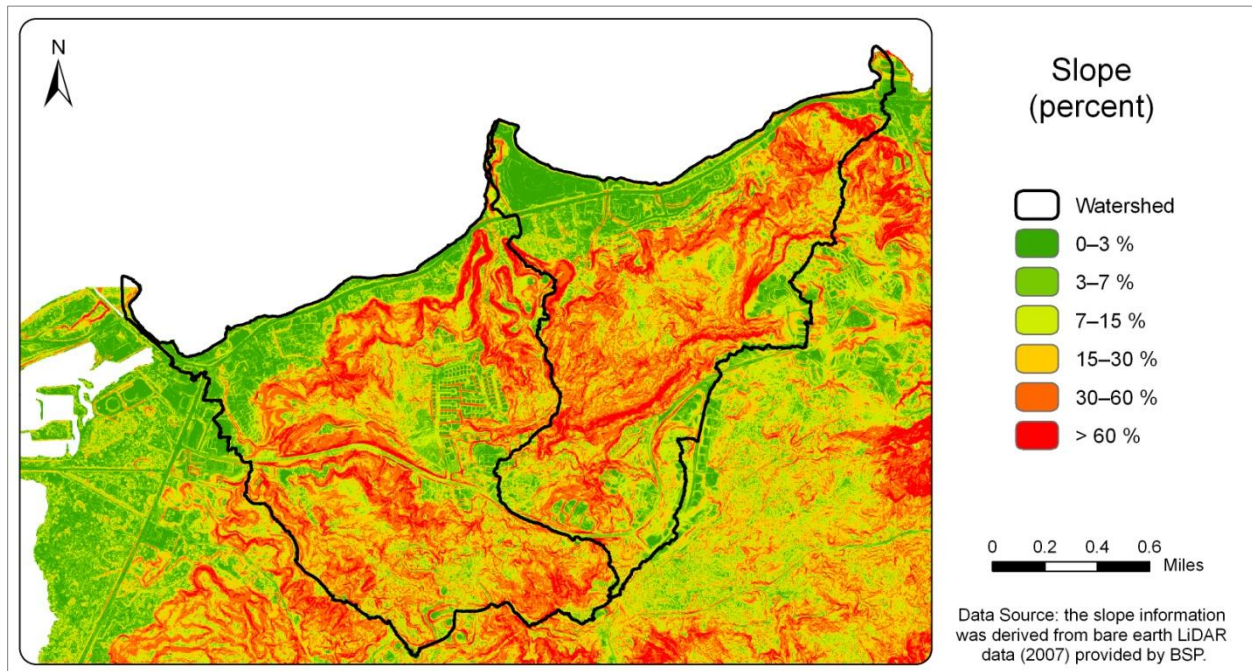 N
Slope
(percent)
Watershed
0–3 %
3–7 %
7–15 %
15–30 %
30–60 %
> 60 %
0 0.2 0.4 0.6
Miles
Data Source: the slope information
was derived from bare earth LiDAR
data (2007) provided by BSP.